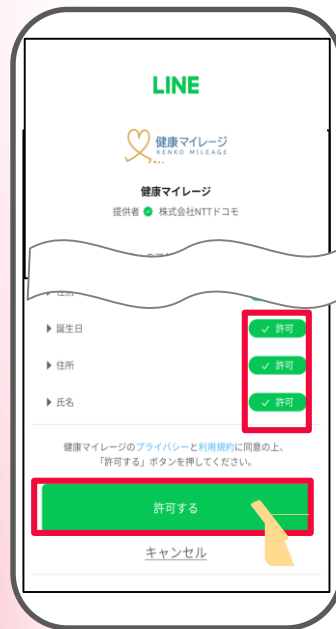 LINE
健康マイレージ
KENKO MILEAGE
健康マイレージ
提供者 株式会社NTTドコモ
▶ 誕生日 ✓ 許可
▶ 住所 ✓ 許可
▶ 氏名 ✓ 許可
健康マイレージのプライバシーと利用規約に同意の上、
「許可する」ボタンを押してください。
許可する
キャンセル